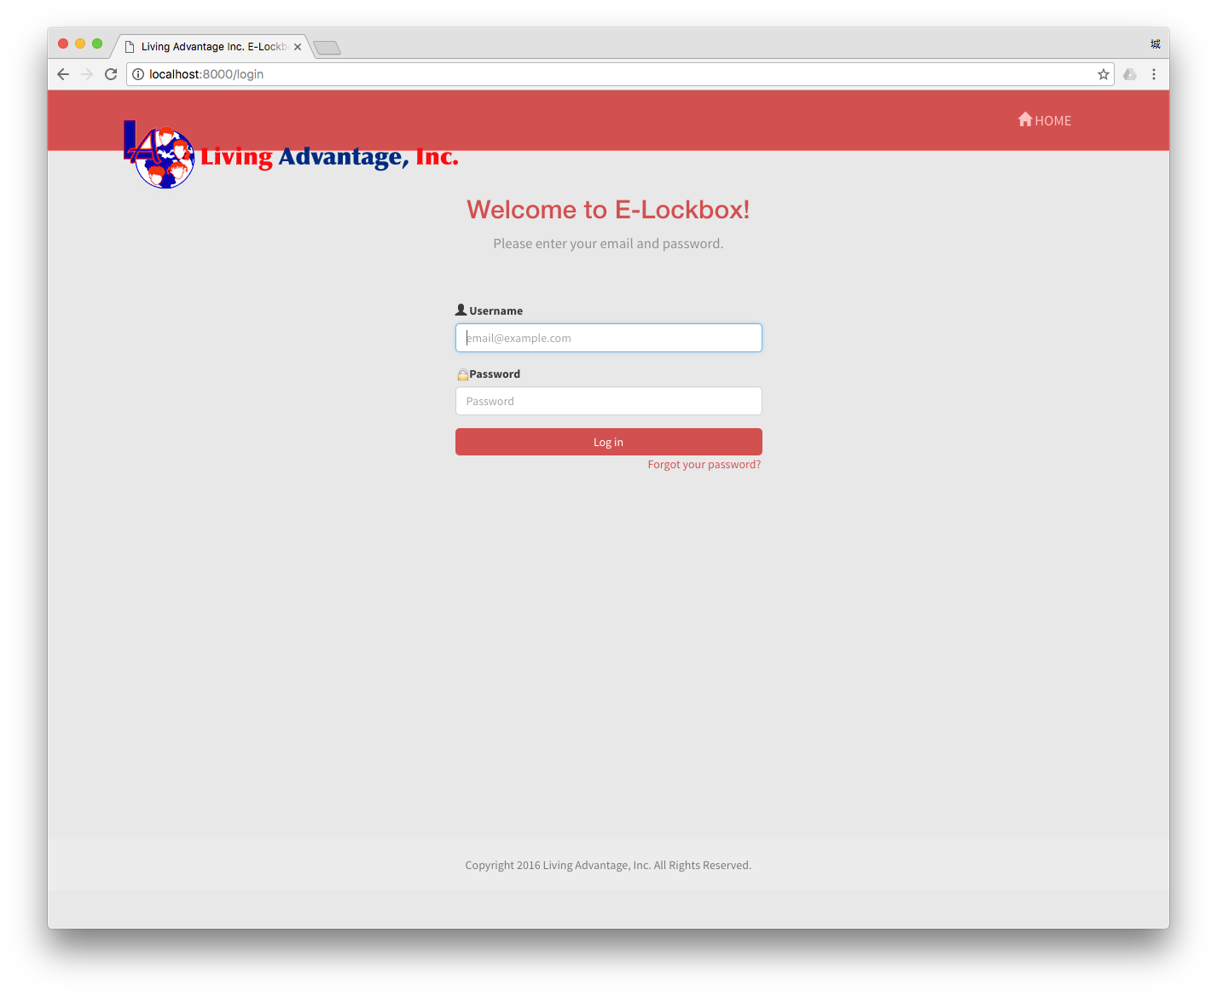 Living Advantage Inc. E-Lockb
城
localhost:8000/login
HOME
LA
Living Advantage, Inc.
Welcome to E-Lockbox!
Please enter your email and password.
Username
email@example.com
Password
Password
Log in
Forgot your password?
Copyright 2016 Living Advantage, Inc. All Rights Reserved.